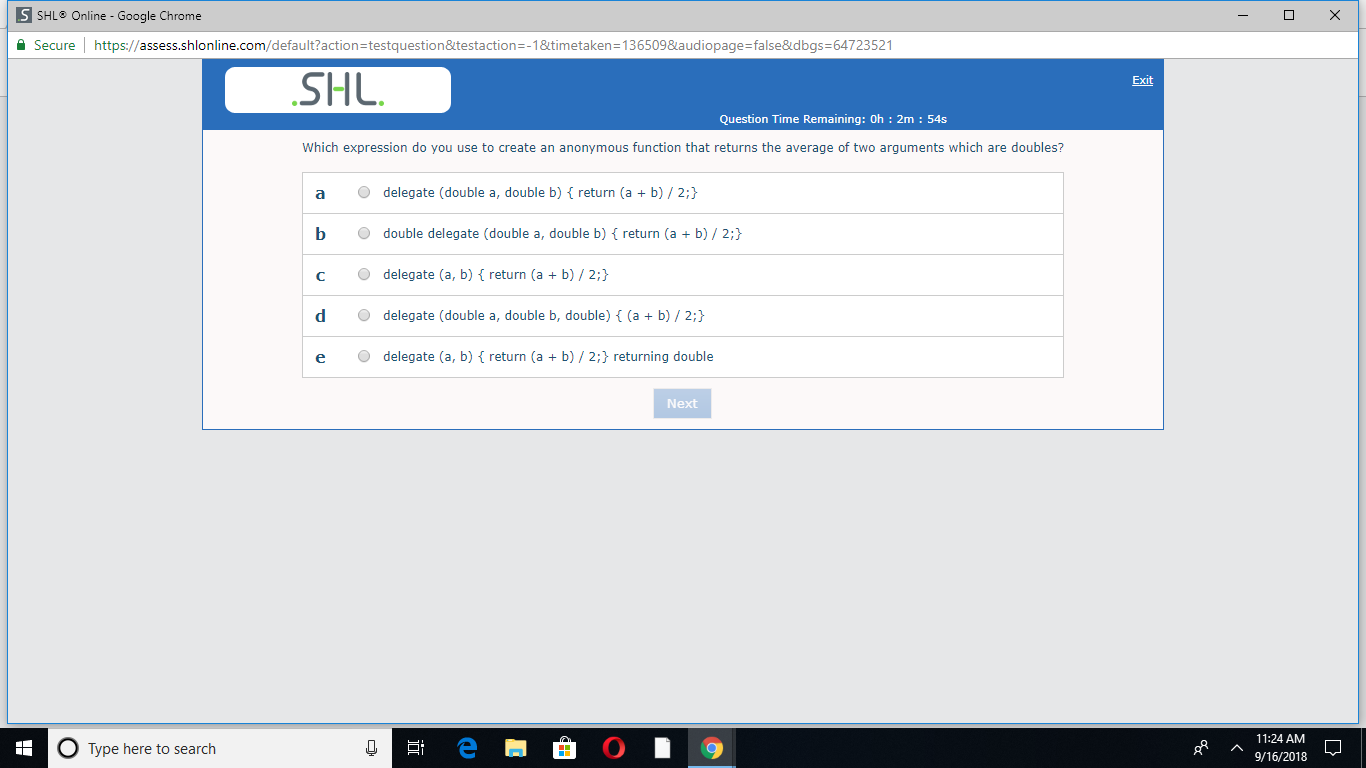 SHL® Online - Google Chrome
Secure https://assess.shlonline.com/default?action=testquestion&testaction=-1&timetaken=136509&audiopage=false&dbgs=64723521
.SHL.
Exit
Question Time Remaining: 0h : 2m : 54s
Which expression do you use to create an anonymous function that returns the average of two arguments which are doubles?
a delegate (double a, double b) { return (a + b) / 2;}
b double delegate (double a, double b) { return (a + b) / 2;}
c delegate (a, b) { return (a + b) / 2;}
d delegate (double a, double b, double) { (a + b) / 2;}
e delegate (a, b) { return (a + b) / 2;} returning double
Next
Type here to search
11:24 AM
9/16/2018